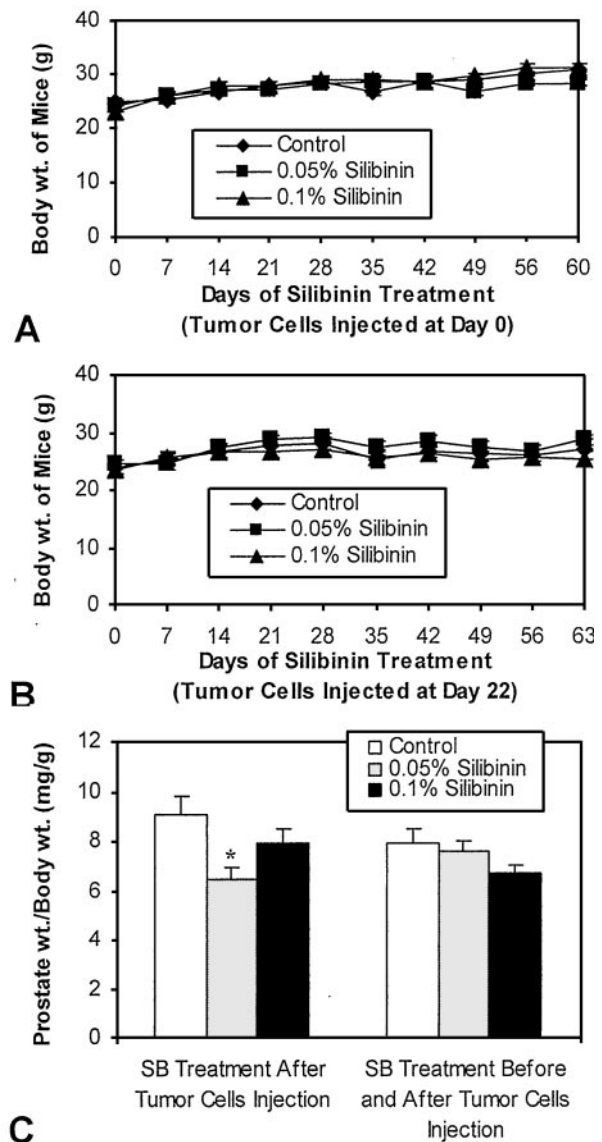 40
30
20
10
0
Body wt. of Mice (g)
Control
0.05% Silibinin
0.1% Silibinin
0 7 14 21 28 35 42 49 56 60
Days of Silibinin Treatment
(Tumor Cells Injected at Day 0)
A
40
30
20
10
0
Body wt. of Mice (g)
Control
0.05% Silibinin
0.1% Silibinin
0 7 14 21 28 35 42 49 56 63
Days of Silibinin Treatment
(Tumor Cells Injected at Day 22)
B
12
10
8
6
4
2
0
Prostate wt./Body wt. (mg/g)
Control
0.05% Silibinin
0.1% Silibinin
*
SB Treatment After
Tumor Cells Injection
SB Treatment Before
and After Tumor Cells
Injection
C